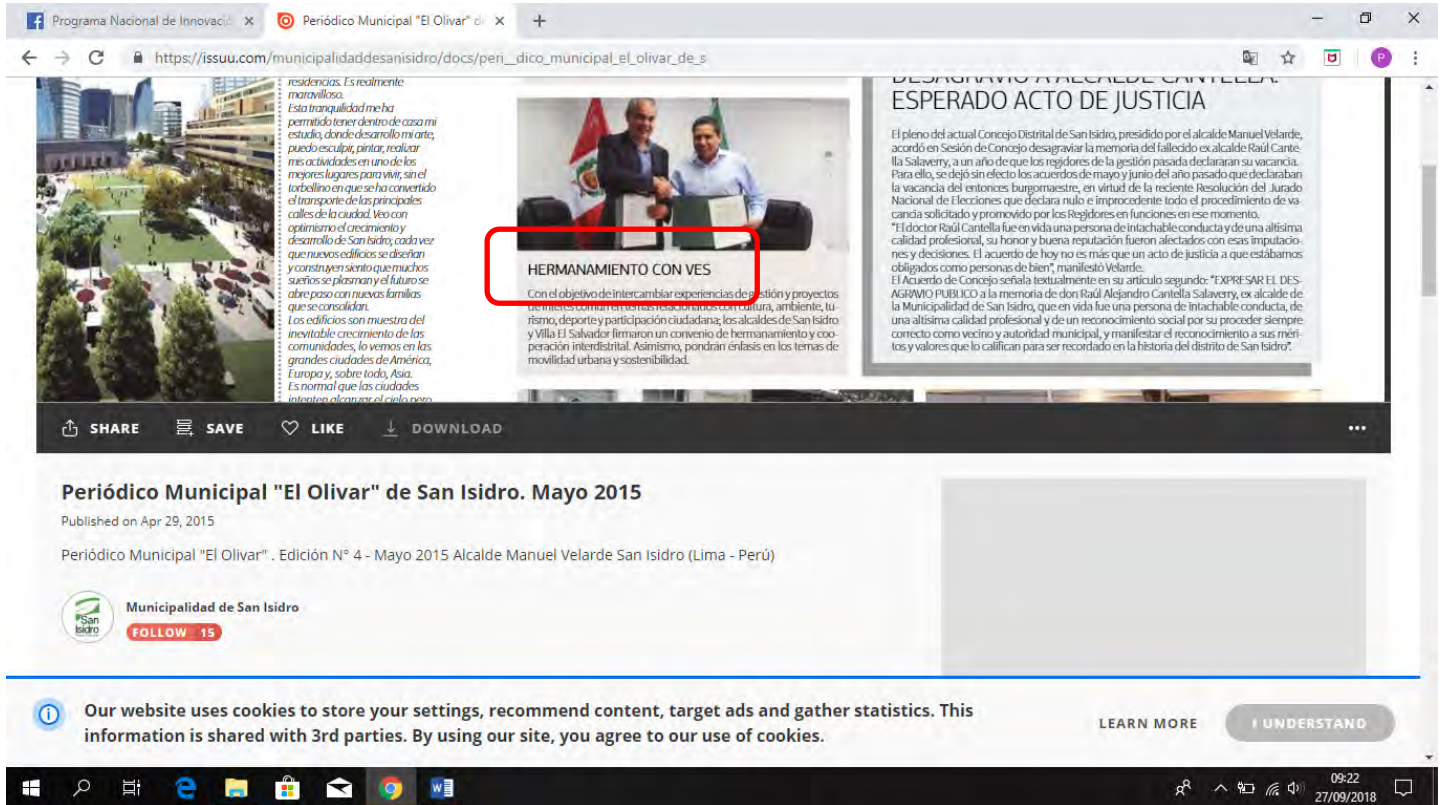 Programa Nacional de Innovaci
Periódico Municipal "El Olivar" d
https://issuu.com/municipalidaddesanisidro/docs/peri__dico_municipal_el_olivar_de_s
P
residencias. Es realmente
maravilloso.
Esta tranquilidad me ha
permitido tener dentro de casa mi
estudio, donde desarrollo mi arte,
puedo esculpir, pintar, realizar
mis actividades en uno de los
mejores lugares para vivir, sin el
torbellino en que se ha convertido
el transporte de las principales
calles de la ciudad. Veo con
optimismo el crecimiento y
desarrollo de San Isidro; cada vez
que nuevos edificios se diseñan
y construyen siento que muchos
sueños se plasman y el futuro se
abre paso con nuevas familias
que se consolidan.
Los edificios son muestra del
inevitable crecimiento de las
comunidades, lo vemos en las
grandes ciudades de América,
Europa y, sobre todo, Asia.
Es normal que las ciudades
intenten alcanzar el cielo pero
HERMANAMIENTO CON VES
Con el objetivo de intercambiar experiencias de gestión y proyectos
de interés común en temas relacionados con cultura, ambiente, tu-
rismo, deporte y participación ciudadana; los alcaldes de San Isidro
y Villa El Salvador firmaron un convenio de hermanamiento y coo-
peración interdistrital. Asimismo, pondrán énfasis en los temas de
movilidad urbana y sostenibilidad.
DESAGRAVIO A ALCALDE CANTELLA:
ESPERADO ACTO DE JUSTICIA
El pleno del actual Concejo Distrital de San Isidro, presidido por el alcalde Manuel Velarde,
acordó en Sesión de Concejo desagraviar la memoria del fallecido ex alcalde Raúl Cante-
lla Salaverry, a un año de que los regidores de la gestión pasada declararan su vacancia.
Para ello, se dejó sin efecto los acuerdos de mayo y junio del año pasado que declaraban
la vacancia del entonces burgomaestre, en virtud de la reciente Resolución del Jurado
Nacional de Elecciones que declara nulo e improcedente todo el procedimiento de va-
cancia solicitado y promovido por los Regidores en funciones en ese momento.
"El doctor Raúl Cantella fue en vida una persona de intachable conducta y de una altísima
calidad profesional, su honor y buena reputación fueron afectados con esas imputacio-
nes y decisiones. El acuerdo de hoy no es más que un acto de justicia a que estábamos
obligados como personas de bien", manifestó Velarde.
El Acuerdo de Concejo señala textualmente en su artículo segundo: "EXPRESAR EL DES-
AGRAVIO PUBLICO a la memoria de don Raúl Alejandro Cantella Salaverry, ex alcalde de
la Municipalidad de San Isidro, que en vida fue una persona de intachable conducta, de
una altísima calidad profesional y de un reconocimiento social por su proceder siempre
correcto como vecino y autoridad municipal, y manifestar el reconocimiento a sus méri-
tos y valores que lo califican para ser recordado en la historia del distrito de San Isidro".
SHARE SAVE LIKE DOWNLOAD
Periódico Municipal "El Olivar" de San Isidro. Mayo 2015
Published on Apr 29, 2015
Periódico Municipal "El Olivar" . Edición N° 4 - Mayo 2015 Alcalde Manuel Velarde San Isidro (Lima - Perú)
San
Isidro
Municipalidad de San Isidro
FOLLOW 15
Our website uses cookies to store your settings, recommend content, target ads and gather statistics. This
information is shared with 3rd parties. By using our site, you agree to our use of cookies.
LEARN MORE
I UNDERSTAND
09:22
27/09/2018